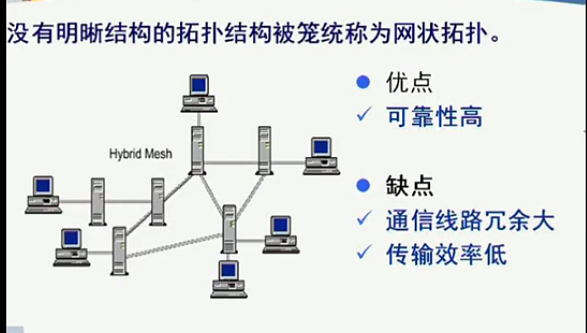 没有明晰结构的拓扑结构被笼统称为网状拓扑。
Hybrid Mesh
优点
可靠性高
缺点
通信线路冗余大
传输效率低